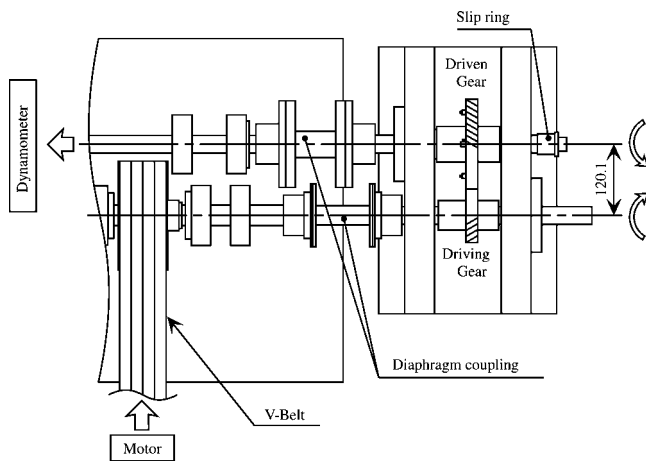 Slip ring
Driven
Gear
Dynamometer
120.1
Driving
Gear
Diaphragm coupling
V-Belt
Motor